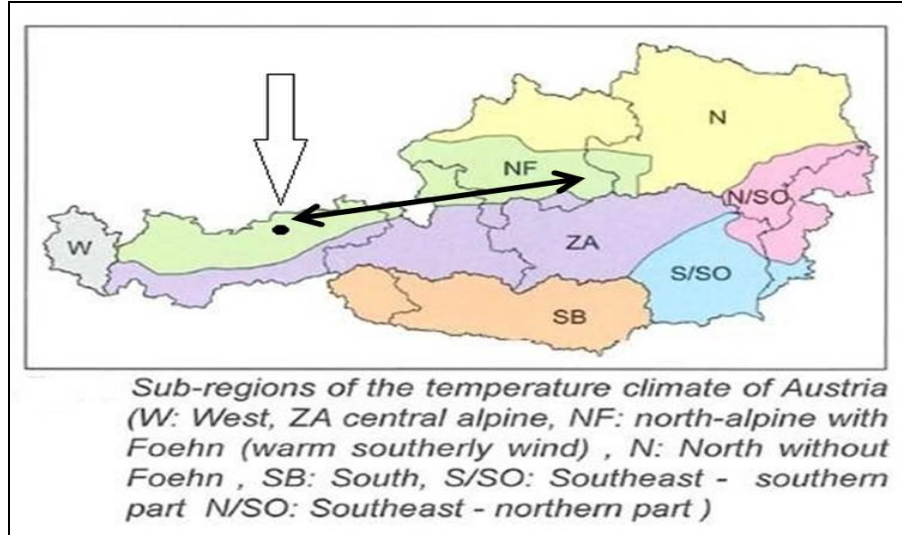 N
NF
N/SO
W
ZA
S/SO
SB
Sub-regions of the temperature climate of Austria
(W: West, ZA central alpine, NF: north-alpine with
Foehn (warm southerly wind) , N: North without
Foehn , SB: South, S/SO: Southeast - southern
part N/SO: Southeast - northern part )